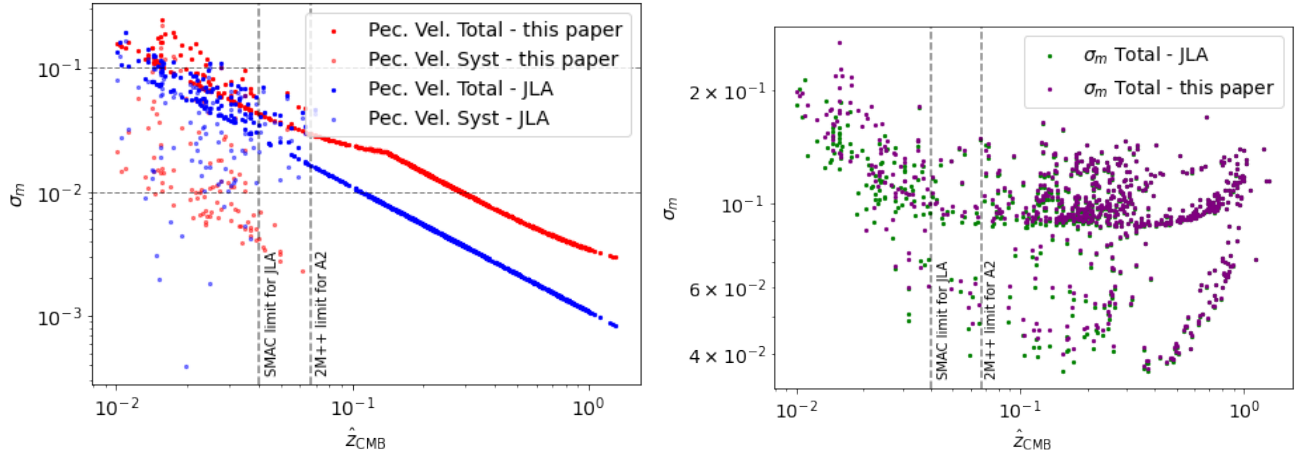 Pec. Vel. Total - this paper
Pec. Vel. Syst - this paper
Pec. Vel. Total - JLA
Pec. Vel. Syst - JLA
10⁻¹
10⁻²
10⁻³
σₘ
SMAC limit for JLA
2M++ limit for A2
10⁻² 10⁻¹ 10⁰
ẑ_CMB
σₘ Total - JLA
σₘ Total - this paper
2 × 10⁻¹
10⁻¹
6 × 10⁻²
4 × 10⁻²
σₘ
SMAC limit for JLA
2M++ limit for A2
10⁻² 10⁻¹ 10⁰
ẑ_CMB